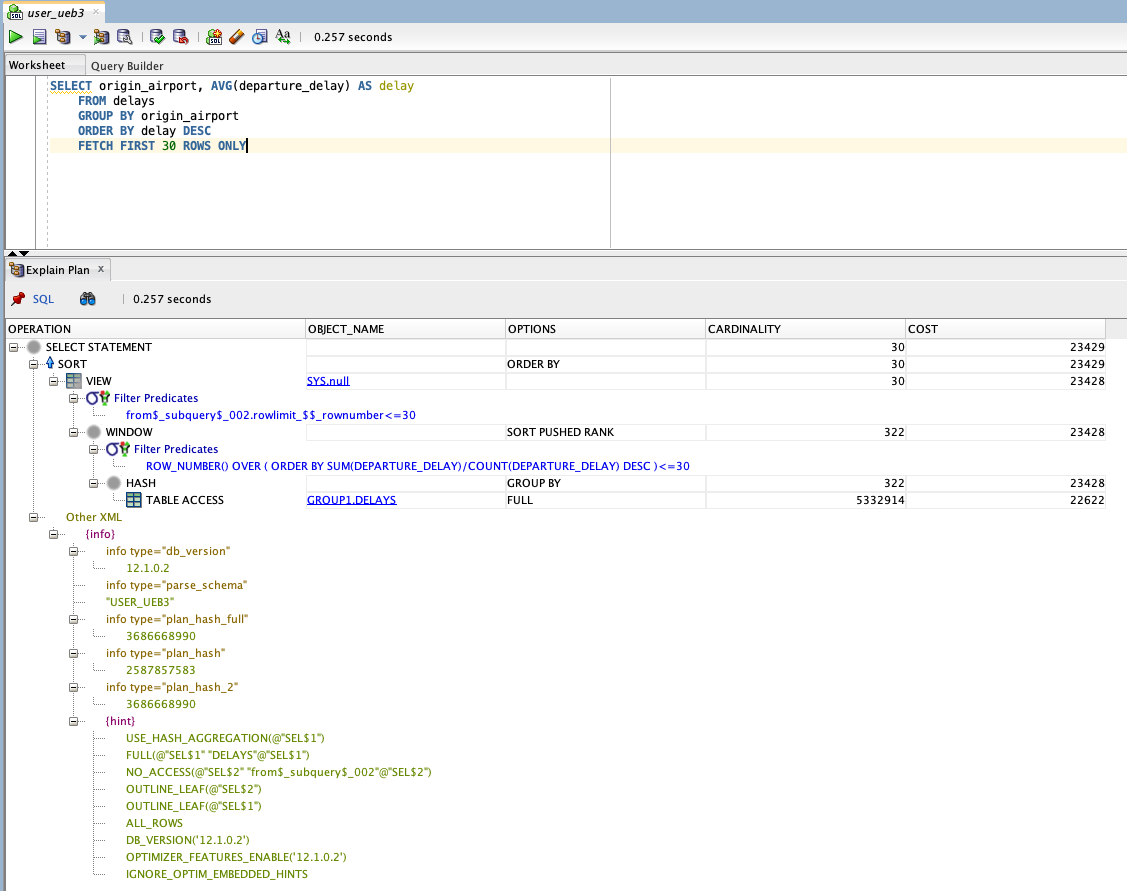 user_ueb3
0.257 seconds
Worksheet Query Builder
SELECT origin_airport, AVG(departure_delay) AS delay
FROM delays
GROUP BY origin_airport
ORDER BY delay DESC
FETCH FIRST 30 ROWS ONLY
Explain Plan x
SQL 0.257 seconds
OPERATION OBJECT_NAME OPTIONS CARDINALITY COST
SELECT STATEMENT 30 23429
SORT ORDER BY 30 23429
VIEW SYS.null 30 23428
Filter Predicates
from$_subquery$_002.rowlimit_$$_rownumber<=30
WINDOW SORT PUSHED RANK 322 23428
Filter Predicates
ROW_NUMBER() OVER ( ORDER BY SUM(DEPARTURE_DELAY)/COUNT(DEPARTURE_DELAY) DESC )<=30
HASH GROUP BY 322 23428
TABLE ACCESS GROUP1.DELAYS FULL 5332914 22622
Other XML
{info}
info type="db_version"
12.1.0.2
info type="parse_schema"
"USER_UEB3"
info type="plan_hash_full"
3686668990
info type="plan_hash"
2587857583
info type="plan_hash_2"
3686668990
{hint}
USE_HASH_AGGREGATION(@"SEL$1")
FULL(@"SEL$1" "DELAYS"@"SEL$1")
NO_ACCESS(@"SEL$2" "from$_subquery$_002"@"SEL$2")
OUTLINE_LEAF(@"SEL$2")
OUTLINE_LEAF(@"SEL$1")
ALL_ROWS
DB_VERSION('12.1.0.2')
OPTIMIZER_FEATURES_ENABLE('12.1.0.2')
IGNORE_OPTIM_EMBEDDED_HINTS